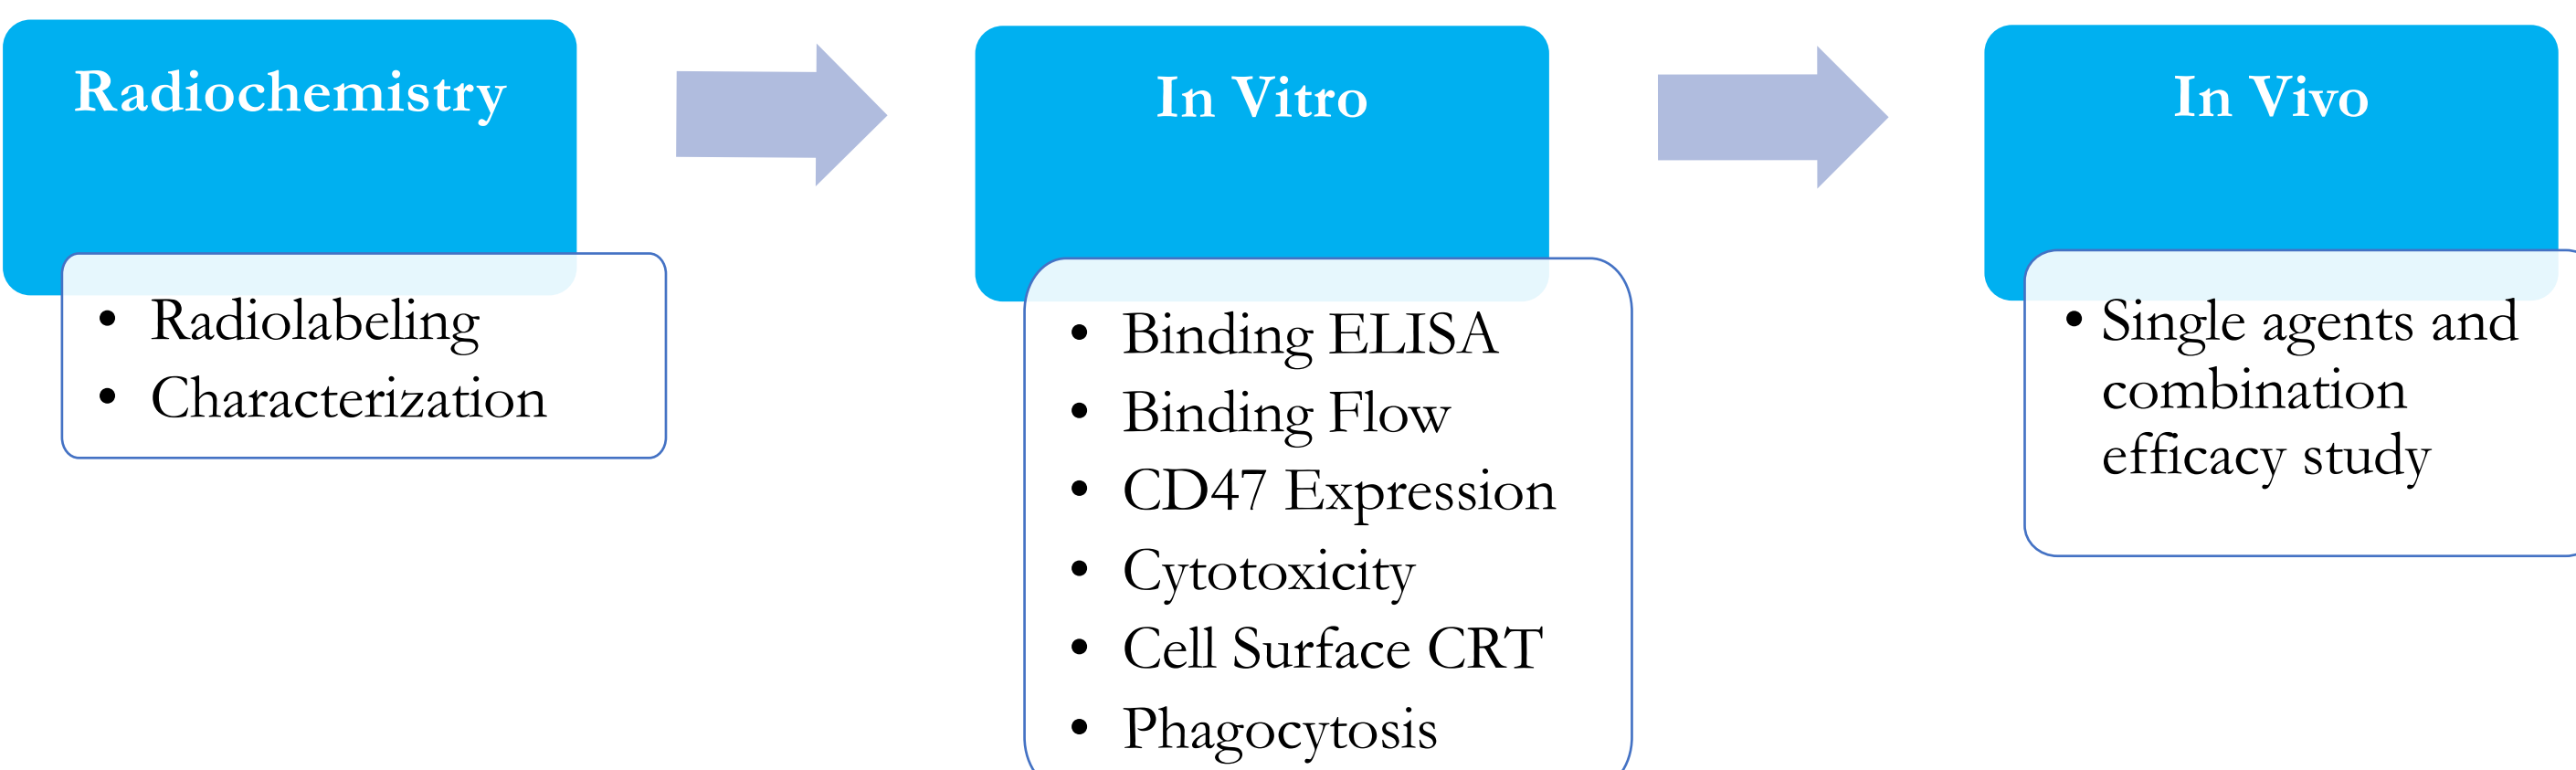 Radiochemistry
• Radiolabeling
• Characterization
In Vitro
• Binding ELISA
• Binding Flow
• CD47 Expression
• Cytotoxicity
• Cell Surface CRT
• Phagocytosis
In Vivo
• Single agents and
combination
efficacy study